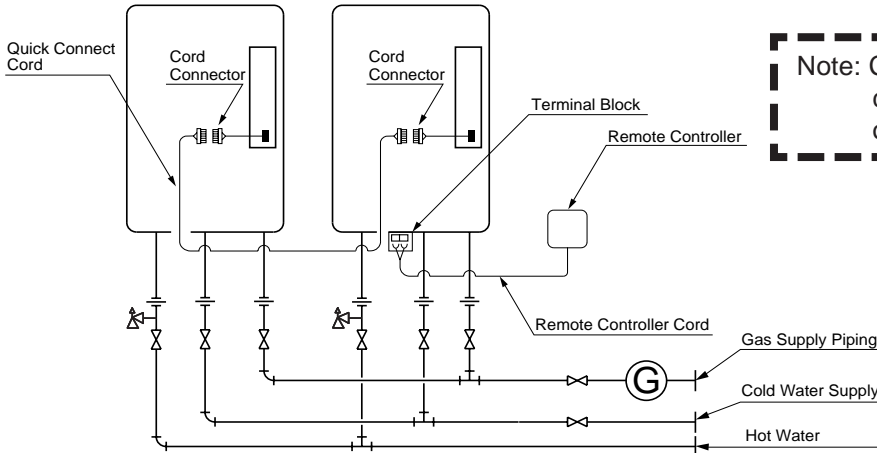 Quick Connect
Cord
Cord
Connector
Cord
Connector
Terminal Block
Remote Controller
Note:
Remote Controller Cord
Gas Supply Piping
G
Cold Water Supply
Hot Water